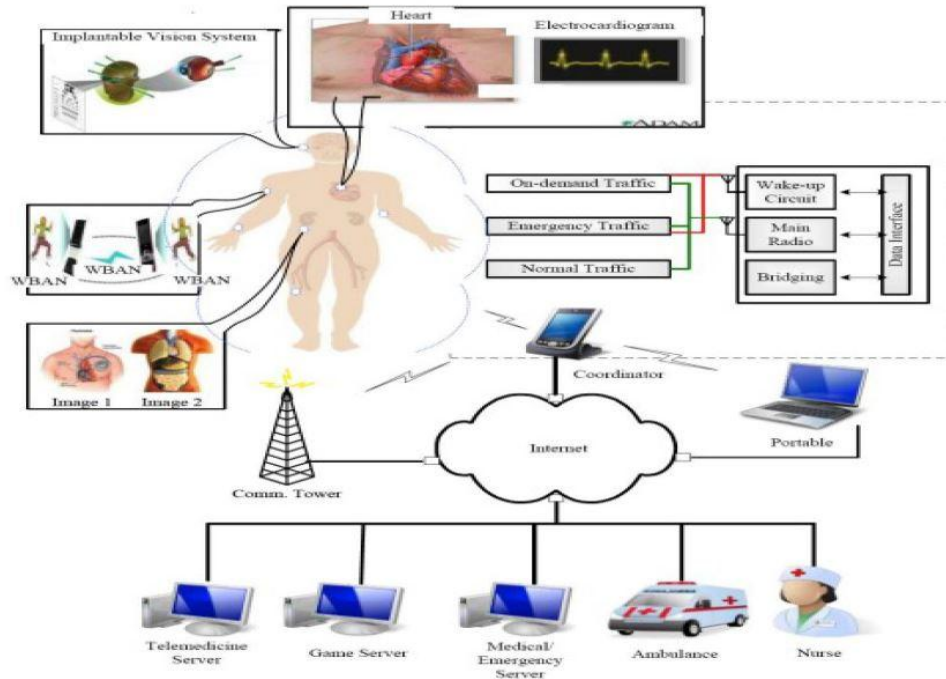 Heart
Electrocardiogram
Implantable Vision System
ADAM
On-demand Traffic
Emergency Traffic
Normal Traffic
Wake-up
Circuit
Main
Radio
Bridging
Data Interface
WBAN
WBAN
WBAN
Image 1
Image 2
Coordinator
Portable
Internet
Comm. Tower
Telemedicine
Server
Game Server
Medical/
Emergency
Server
Ambulance
Nurse